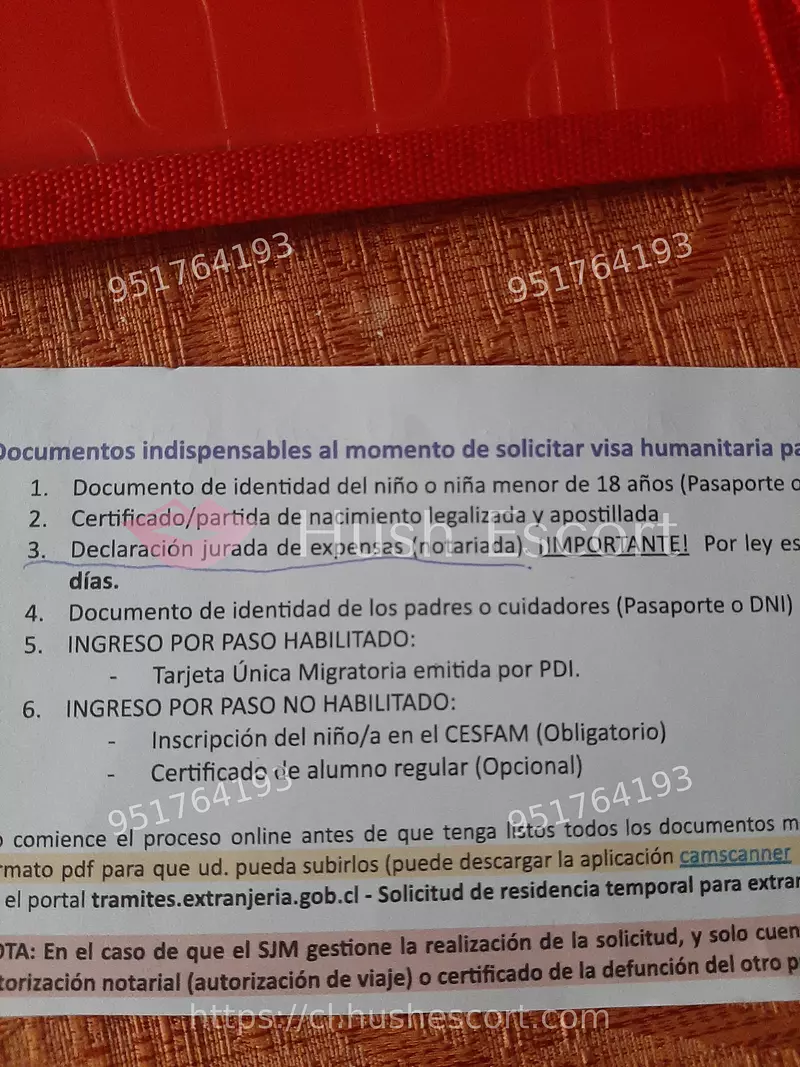 951764193
951764193
Documentos indispensables al momento de solicitar visa humanitaria pa
1. Documento de identidad del niño o niña menor de 18 años (Pasaporte o
2. Certificado/partida de nacimiento legalizada y apostillada
Hush Escort
3. Declaración jurada de expensas (notariada). ¡IMPORTANTE! Por ley es
días.
4. Documento de identidad de los padres o cuidadores (Pasaporte o DNI)
5. INGRESO POR PASO HABILITADO:
- Tarjeta Única Migratoria emitida por PDI.
6. INGRESO POR PASO NO HABILITADO:
- Inscripción del niño/a en el CESFAM (Obligatorio)
- Certificado de alumno regular (Opcional)
951764193
951764193
o comience el proceso online antes de que tenga listos todos los documentos m
rmato pdf para que ud. pueda subirlos (puede descargar la aplicación camscanner
el portal tramites.extranjeria.gob.cl - Solicitud de residencia temporal para extran
OTA: En el caso de que el SJM gestione la realización de la solicitud, y solo cuen
torización notarial (autorización de viaje) o certificado de la defunción del otro p
https://cl.hushescort.com